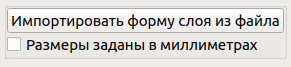 Импортировать форму слоя из файла
Размеры заданы в миллиметрах